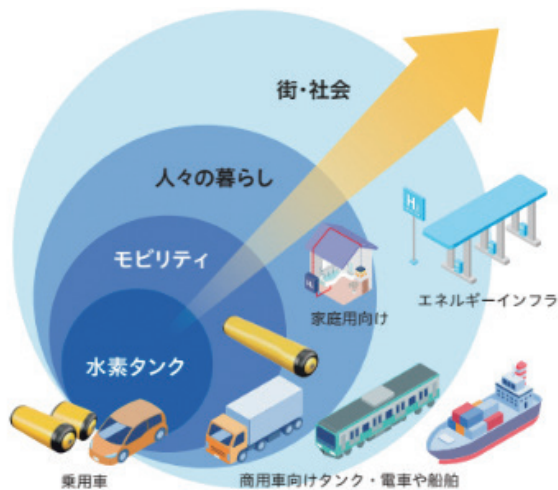 街・社会
人々の暮らし
H₂
モビリティ
エネルギーインフラ
家庭用向け
水素タンク
乗用車
商用車向けタンク・電車や船舶